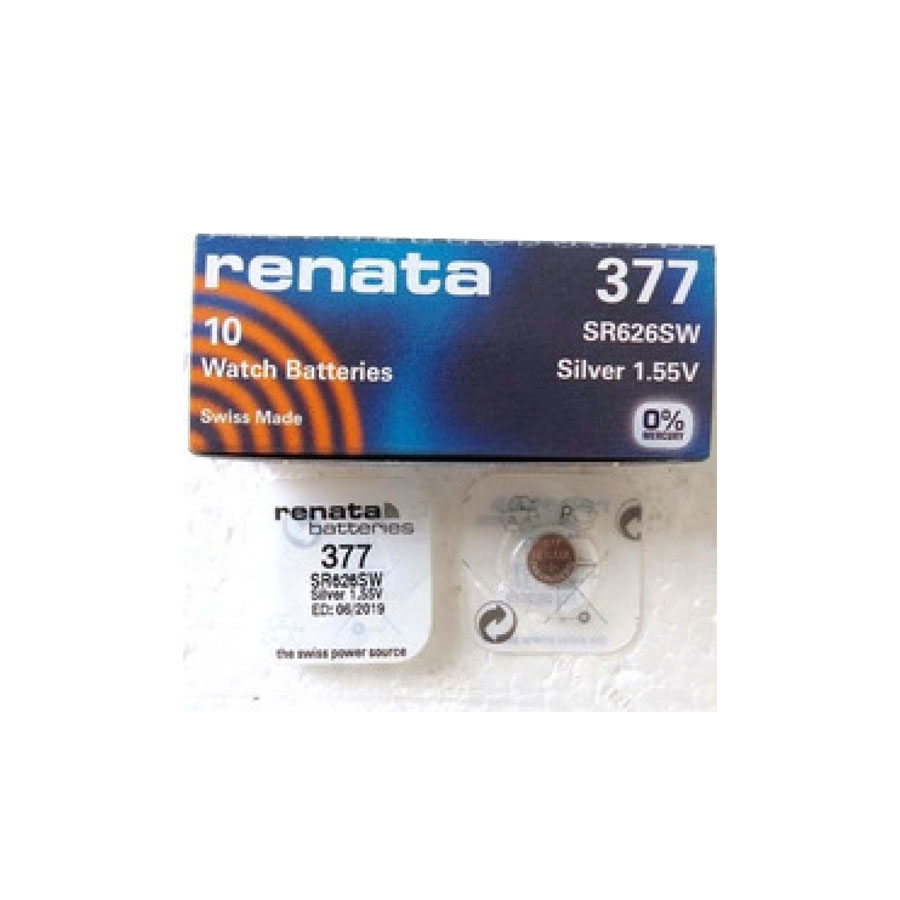 renata
377
10
SR626SW
Watch Batteries
Silver 1.55V
Swiss Made
0%
MERCURY
renata
batteries
377
SR626SW
Silver 1.55V
ED: 06/2019
the swiss power source